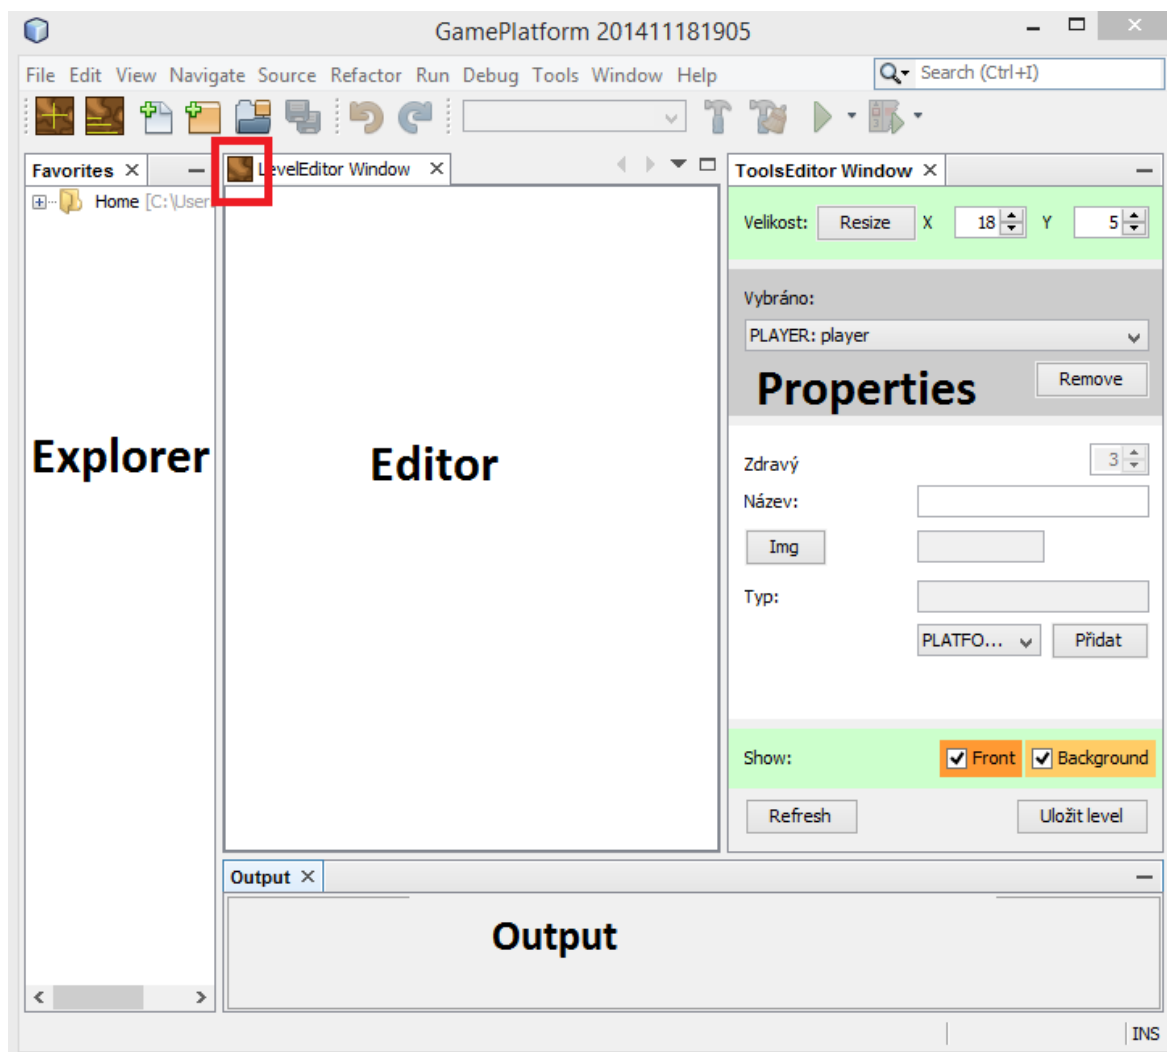 GamePlatform 201411181905
File Edit View Navigate Source Refactor Run Debug Tools Window Help
Search (Ctrl+I)
Favorites
LevelEditor Window
ToolsEditor Window
Home [C:\User
Velikost: Resize X 18 Y 5
Vybráno:
PLAYER: player
Properties
Remove
Explorer
Editor
Zdravý 3
Název:
Img
Typ:
PLATFO... Přidat
Show: Front Background
Refresh Uložit level
Output
Output
INS